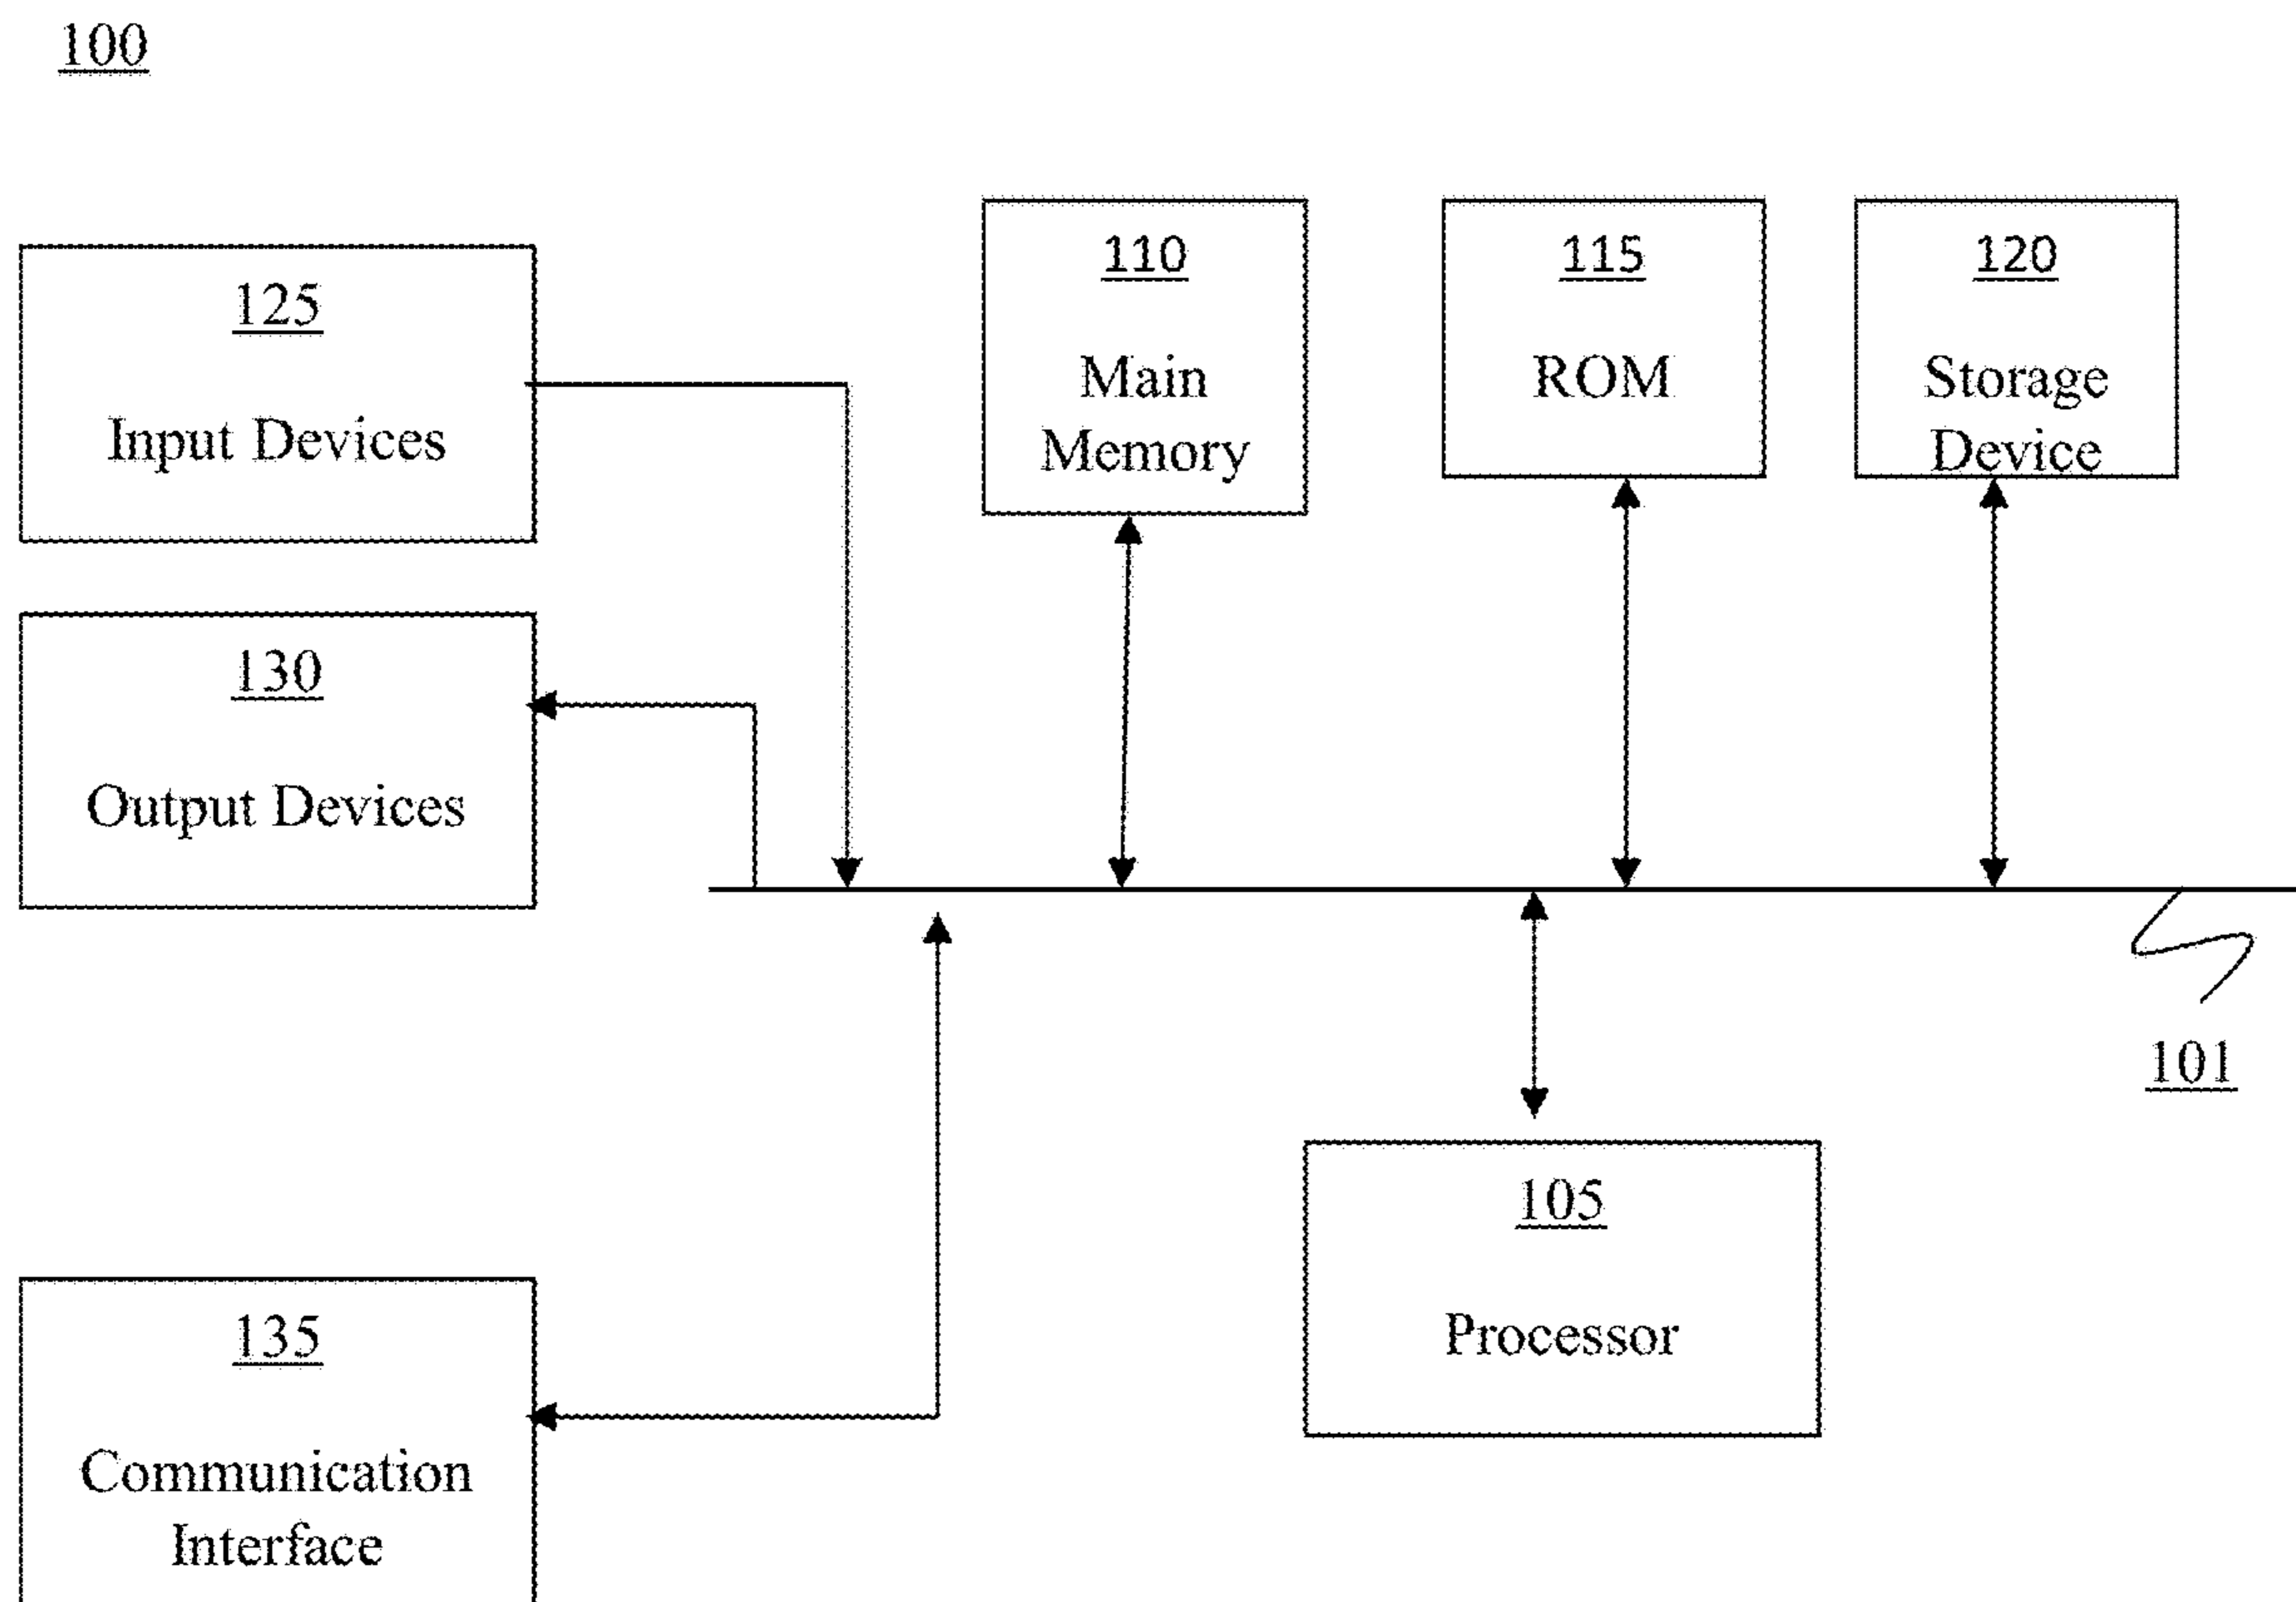 100
125
Input Devices
110
Main
Memory
115
ROM
120
Storage
Device
130
Output Devices
101
105
Processor
135
Communication
Interface